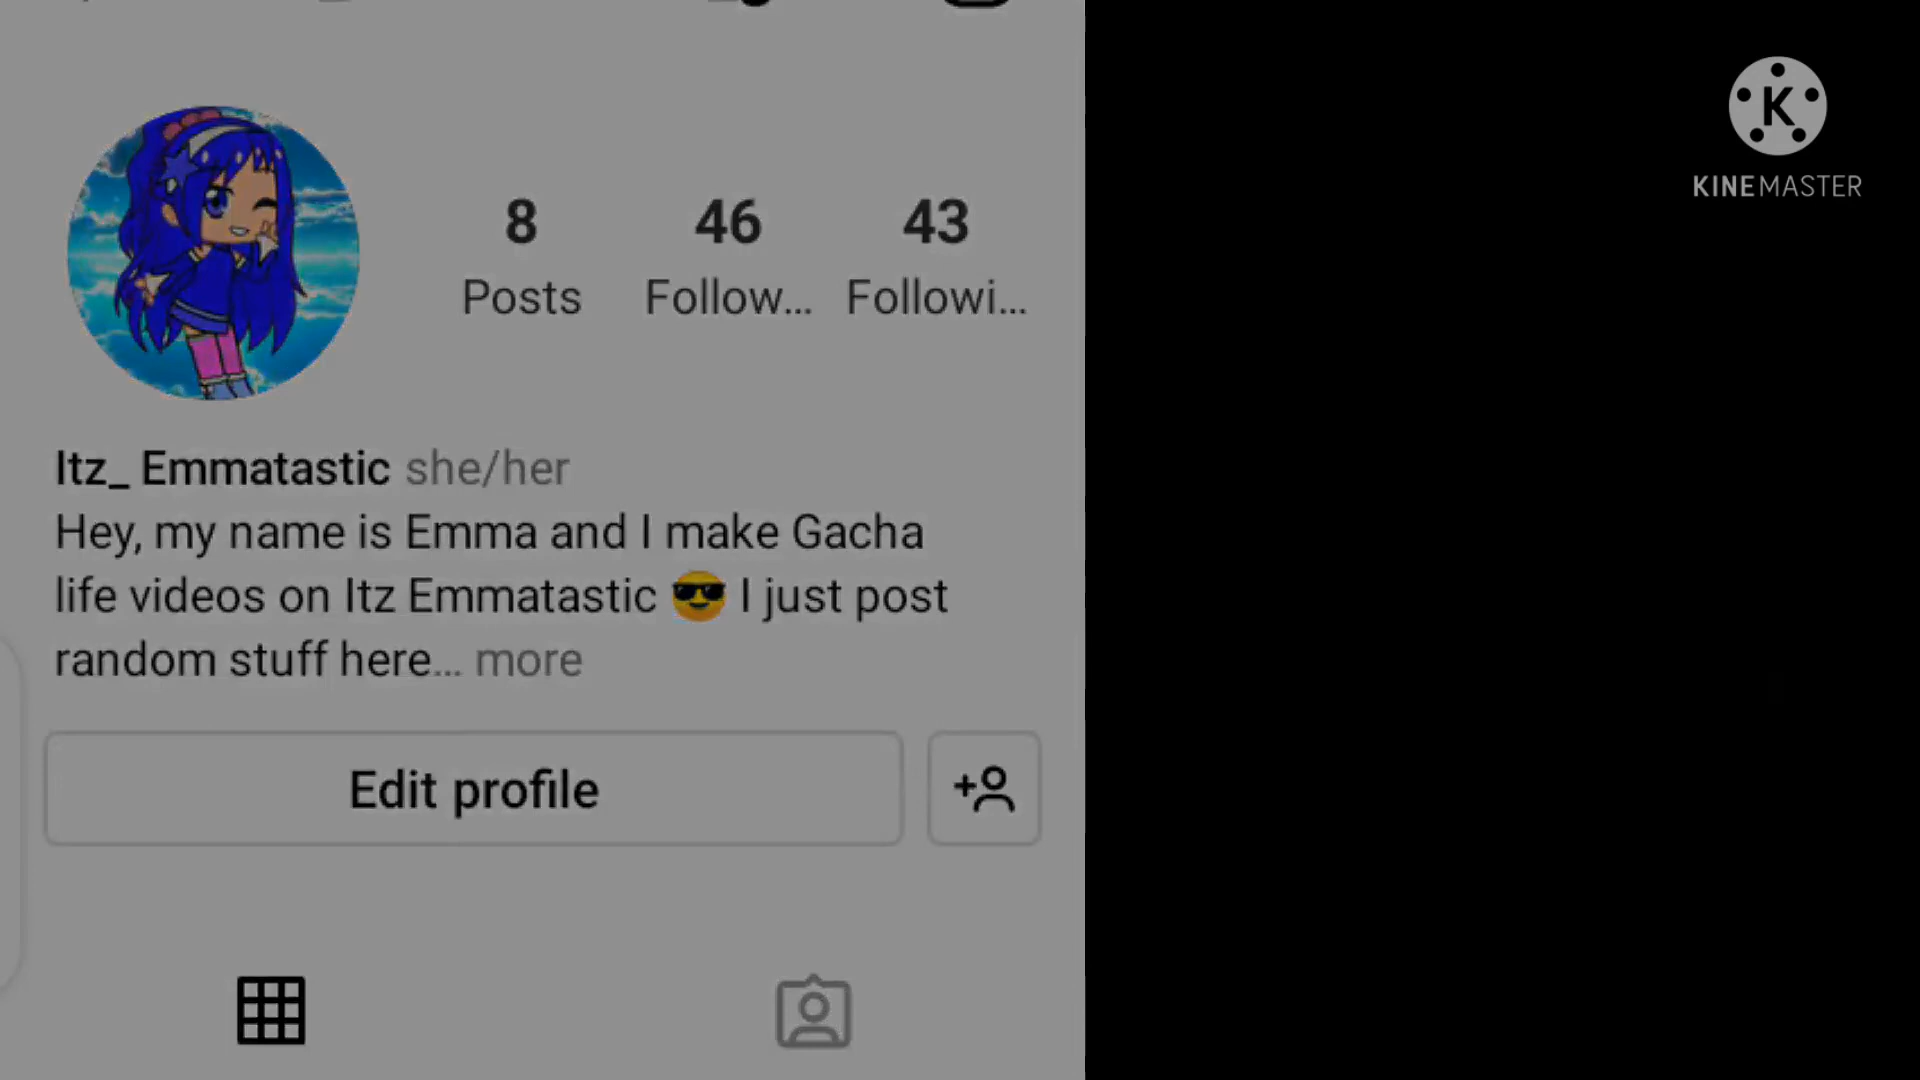 K
KINEMASTER
8 46 43
Posts Follow... Followi...
Itz_ Emmatastic she/her
Hey, my name is Emma and I make Gacha
life videos on Itz Emmatastic 😎 I just post
random stuff here... more
Edit profile